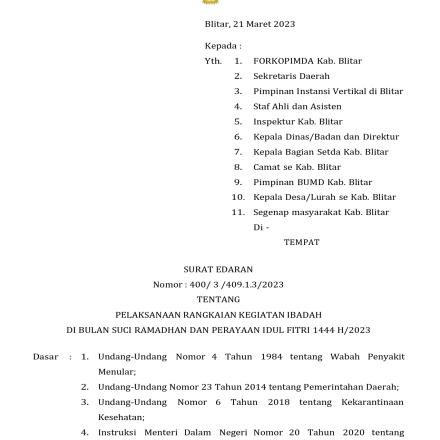 Blitar, 21 Maret 2023
Kepada :
Yth. 1. FORKOPIMDA Kab. Blitar
2. Sekretaris Daerah
3. Pimpinan Instansi Vertikal di Blitar
4. Staf Ahli dan Asisten
5. Inspektur Kab. Blitar
6. Kepala Dinas/Badan dan Direktur
7. Kepala Bagian Setda Kab. Blitar
8. Camat se Kab. Blitar
9. Pimpinan BUMD Kab. Blitar
10. Kepala Desa/Lurah se Kab. Blitar
11. Segenap masyarakat Kab. Blitar
Di -
TEMPAT
SURAT EDARAN
Nomor : 400/ 3 /409.1.3/2023
TENTANG
PELAKSANAAN RANGKAIAN KEGIATAN IBADAH
DI BULAN SUCI RAMADHAN DAN PERAYAAN IDUL FITRI 1444 H/2023
Dasar : 1. Undang-Undang Nomor 4 Tahun 1984 tentang Wabah Penyakit
Menular;
2. Undang-Undang Nomor 23 Tahun 2014 tentang Pemerintahan Daerah;
3. Undang-Undang Nomor 6 Tahun 2018 tentang Kekarantinaan
Kesehatan;
4. Instruksi Menteri Dalam Negeri Nomor 20 Tahun 2020 tentang